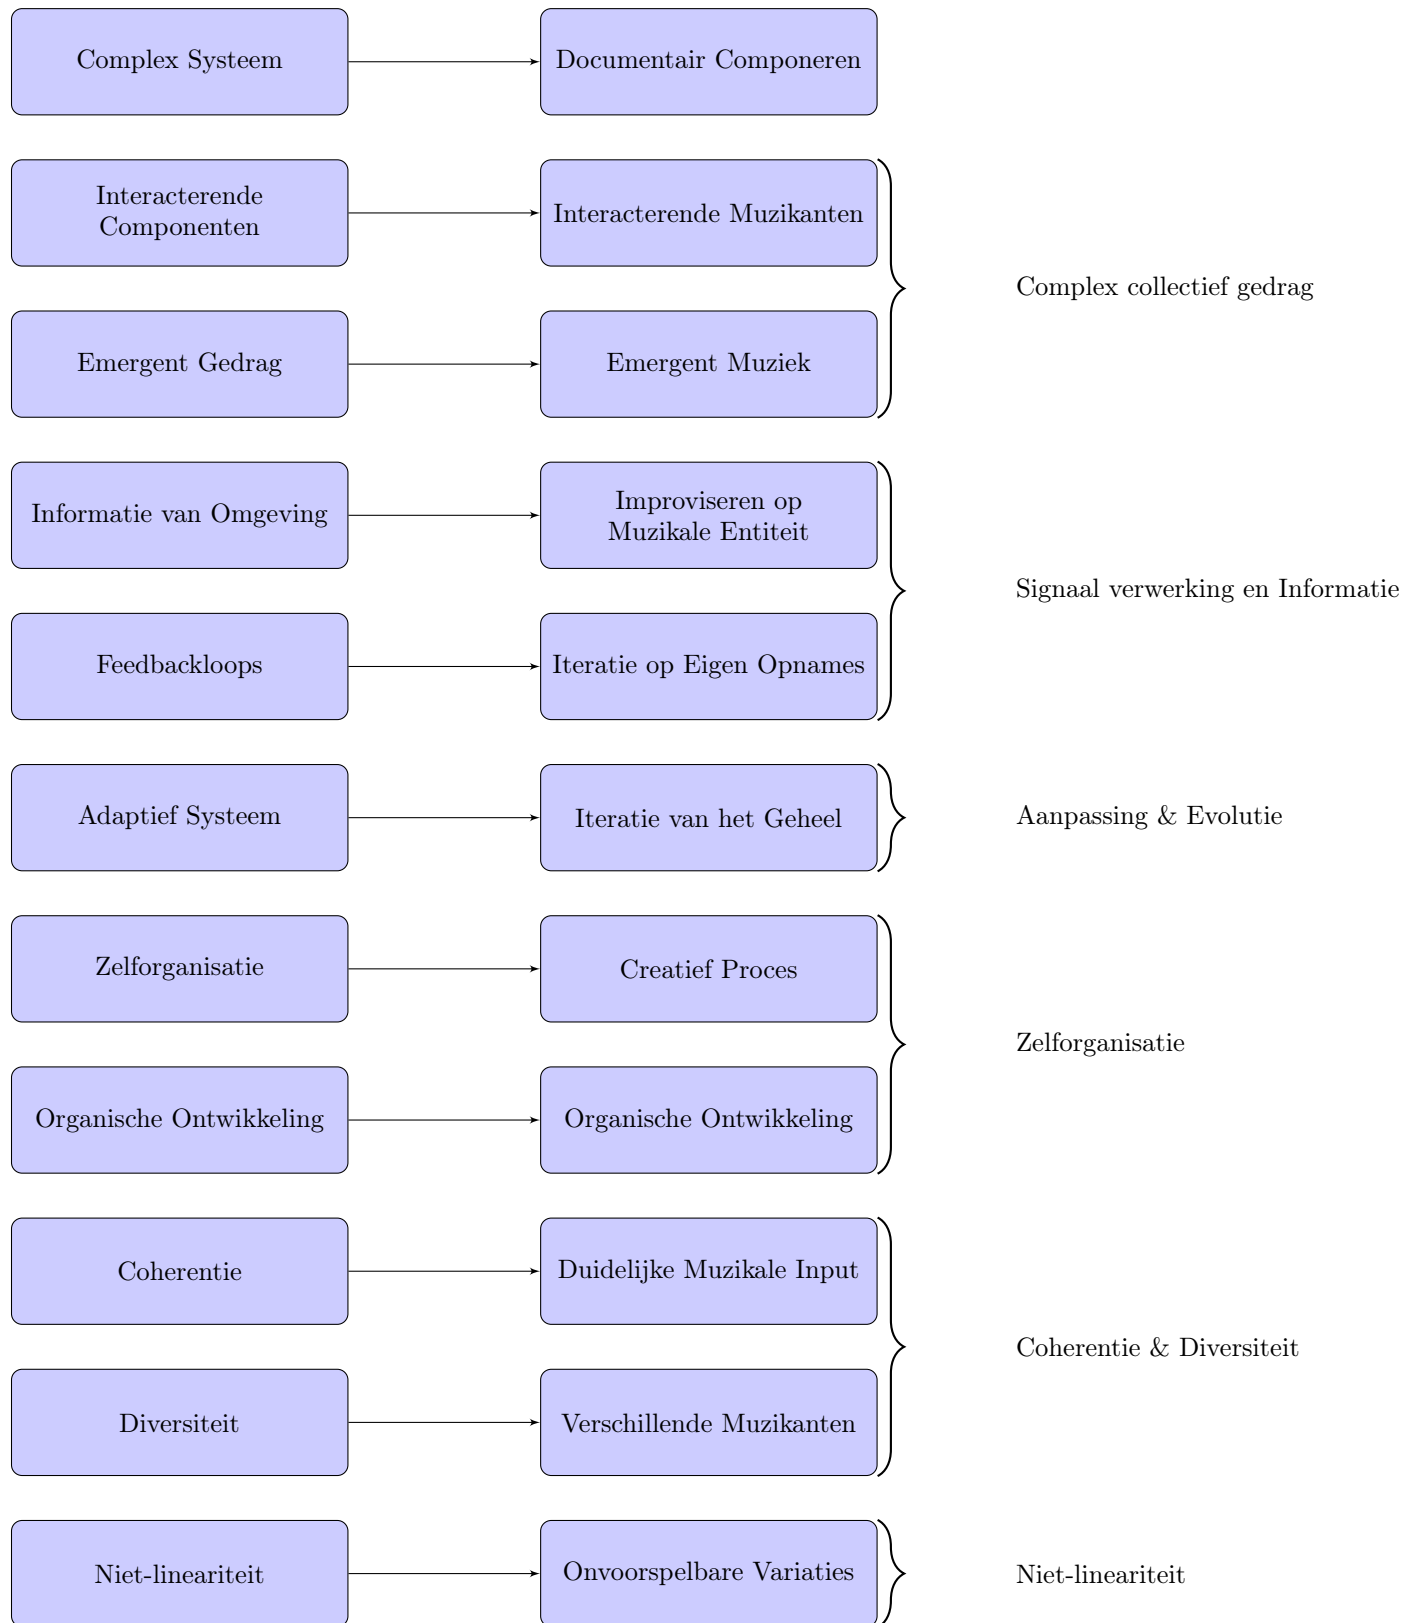 Complex Systeem
Documentair Componeren
Interacterende
Componenten
Interacterende Muzikanten
Complex collectief gedrag
Emergent Gedrag
Emergent Muziek
Informatie van Omgeving
Improviseren op
Muzikale Entiteit
Signaal verwerking en Informatie
Feedbackloops
Iteratie op Eigen Opnames
Adaptief Systeem
Iteratie van het Geheel
Aanpassing & Evolutie
Zelforganisatie
Creatief Proces
Zelforganisatie
Organische Ontwikkeling
Organische Ontwikkeling
Coherentie
Duidelijke Muzikale Input
Coherentie & Diversiteit
Diversiteit
Verschillende Muzikanten
Niet-lineariteit
Onvoorspelbare Variaties
Niet-lineariteit